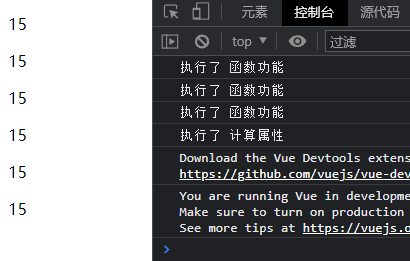 15
15
15
15
15
15
元素
控制台
源代码
top
过滤
执行了 函数功能
执行了 函数功能
执行了 函数功能
执行了 计算属性
Download the Vue Devtools extens
https://github.com/vuejs/vue-dev
You are running Vue in developme
Make sure to turn on production
See more tips at https://vuejs.o